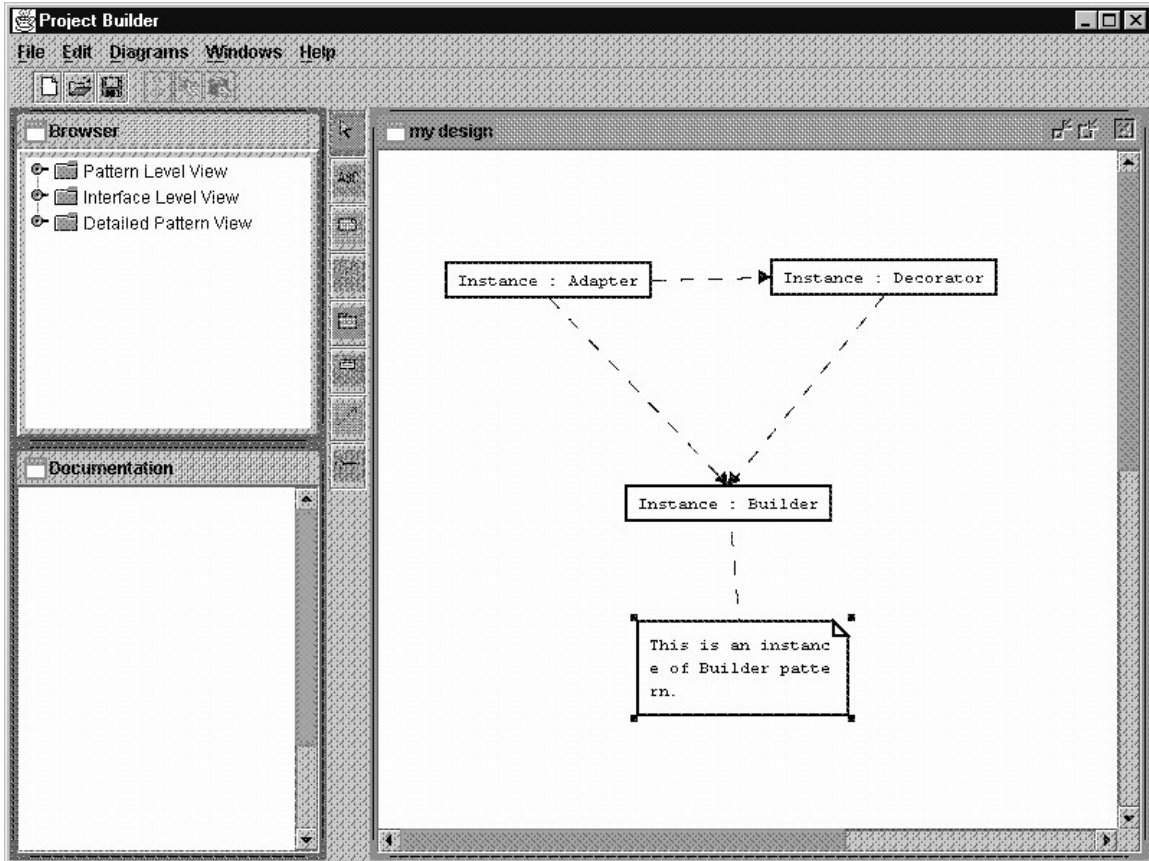 Project Builder
File Edit Diagrams Windows Help
Browser
Pattern Level View
Interface Level View
Detailed Pattern View
Documentation
ABC
my design
Instance : Adapter
Instance : Decorator
Instance : Builder
This is an instanc
e of Builder patte
rn.